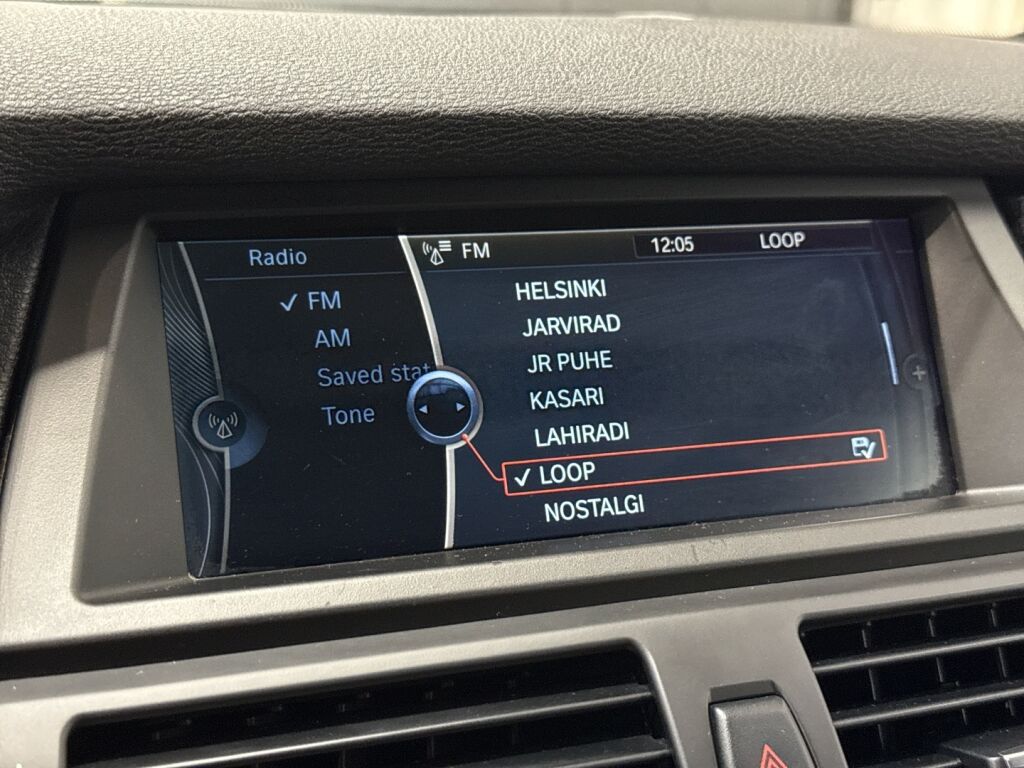 Radio
FM
AM
Saved stat
Tone
FM 12:05 LOOP
HELSINKI
JARVIRAD
JR PUHE
KASARI
LAHIRADI
LOOP
NOSTALGI